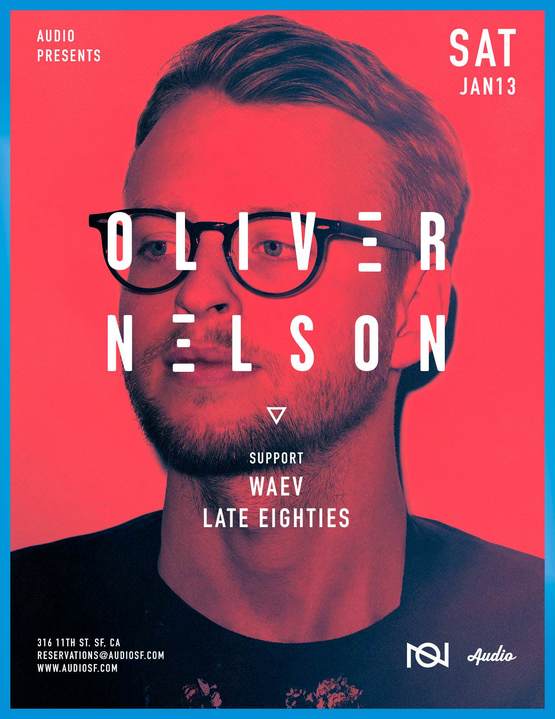 AUDIO
PRESENTS
SAT
JAN13
OLIVER
NELSON
SUPPORT
WAEV
LATE EIGHTIES
316 11TH ST. SF, CA
RESERVATIONS@AUDIOSF.COM
WWW.AUDIOSF.COM
NO
Audio